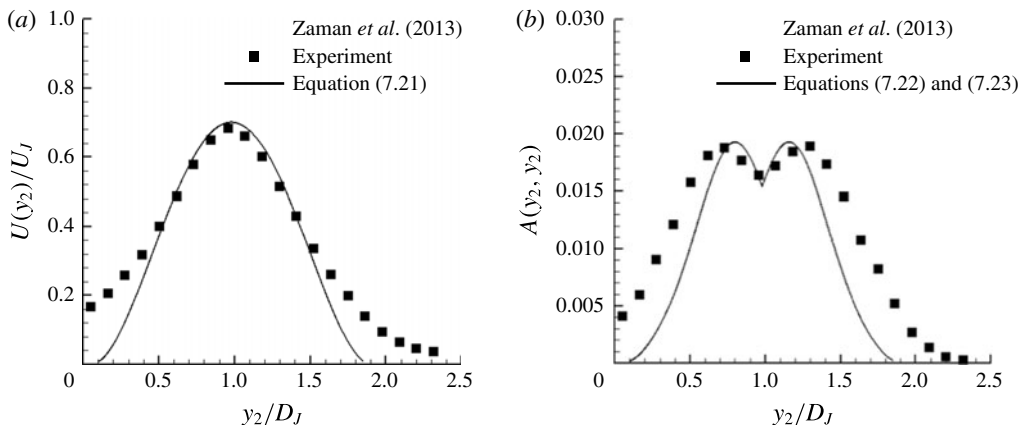 (a)
1.0
0.8
0.6
0.4
0.2
0
0.5
1.0
1.5
2.0
2.5
U(y2)/UJ
y2/DJ
Zaman et al. (2013)
Experiment
Equation (7.21)
(b)
0.030
0.025
0.020
0.015
0.010
0.005
0
0.5
1.0
1.5
2.0
2.5
A(y2, y2)
y2/DJ
Zaman et al. (2013)
Experiment
Equations (7.22) and (7.23)